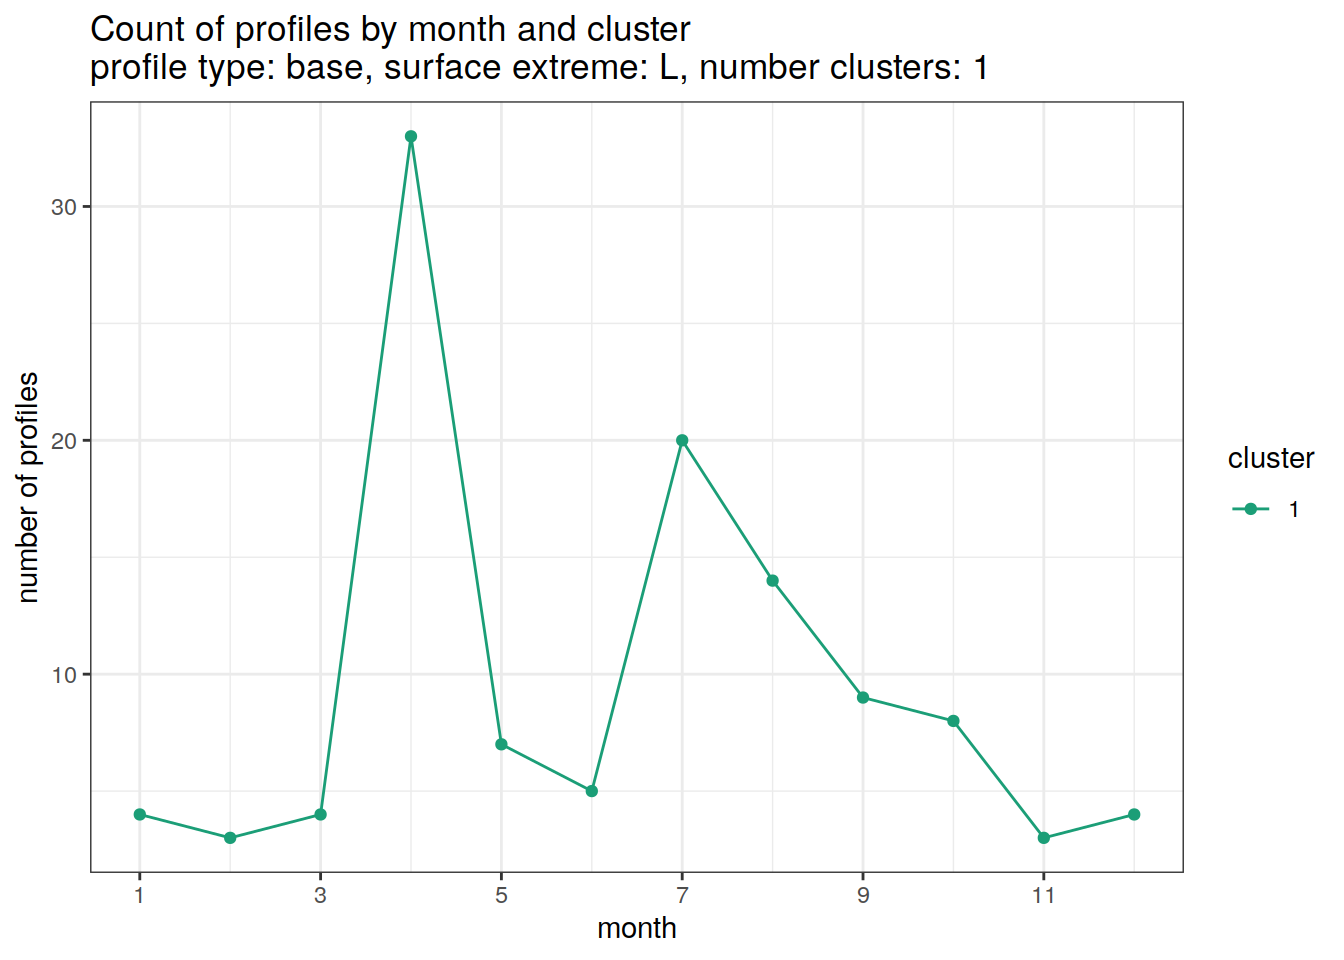 Count of profiles by month and cluster
profile type: base, surface extreme: L, number clusters: 1
30
20
10
number of profiles
1 3 5 7 9 11
month
cluster
1